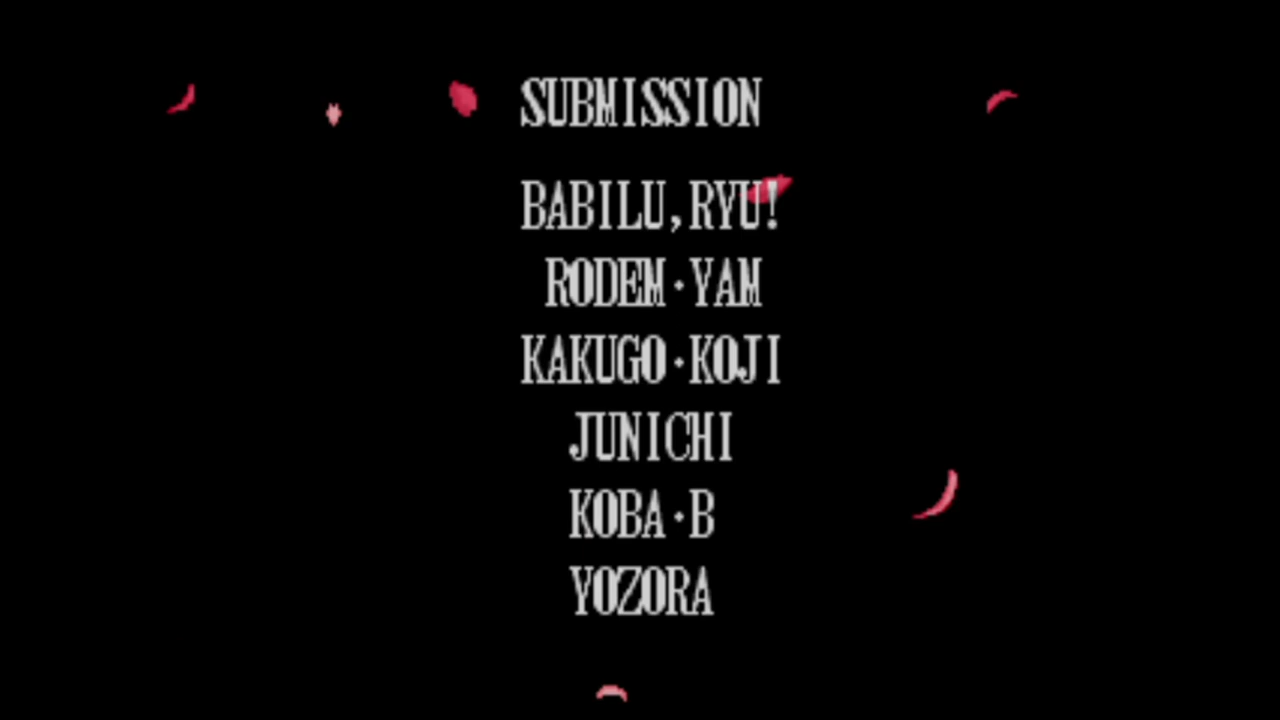 SUBMISSION
BABILU,RYU!
RODEM·YAM
KAKUGO·KOJI
JUNICHI
KOBA·B
YOZORA